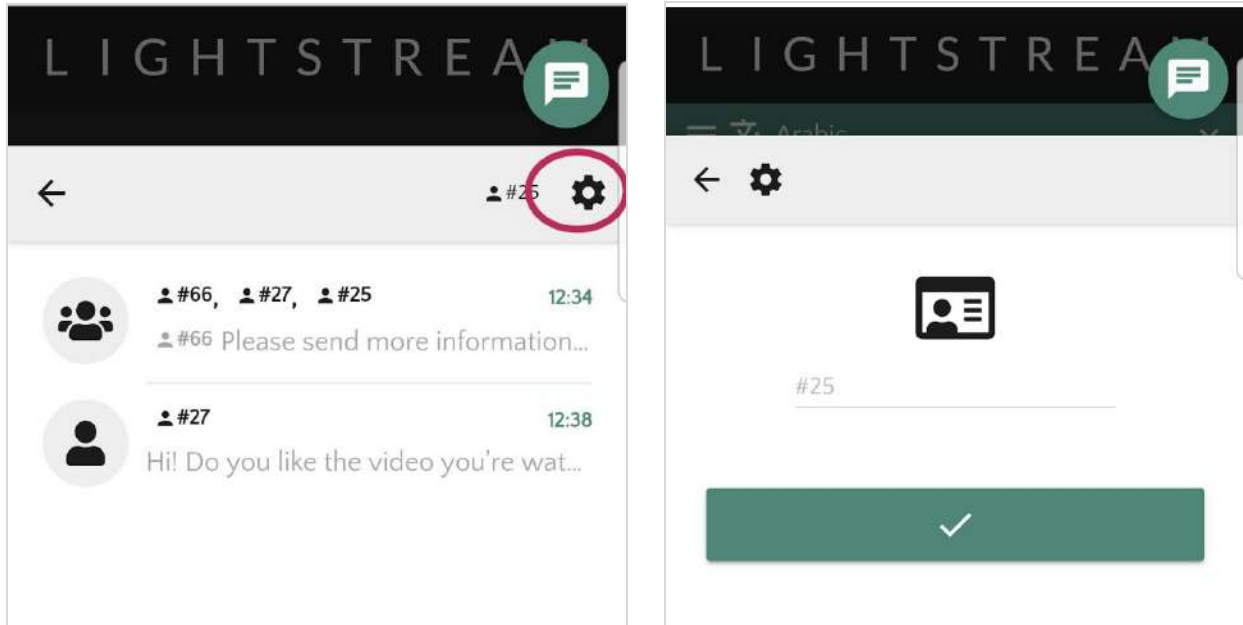 LIGHTSTREA
#25
#66, #27, #25
12:34
#66 Please send more information...
#27
12:38
Hi! Do you like the video you're wat...
LIGHTSTREA
Arabic
#25